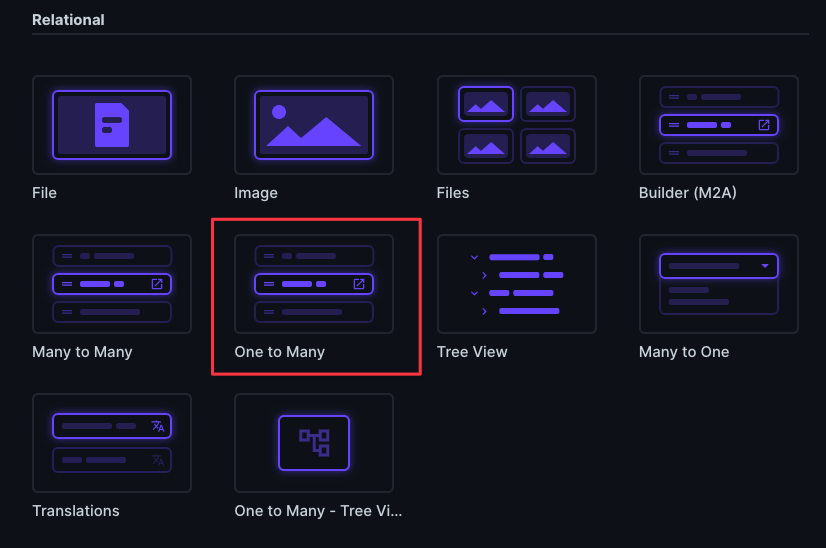 Relational
File
Image
Files
Builder (M2A)
Many to Many
One to Many
Tree View
Many to One
Translations
One to Many - Tree Vi...